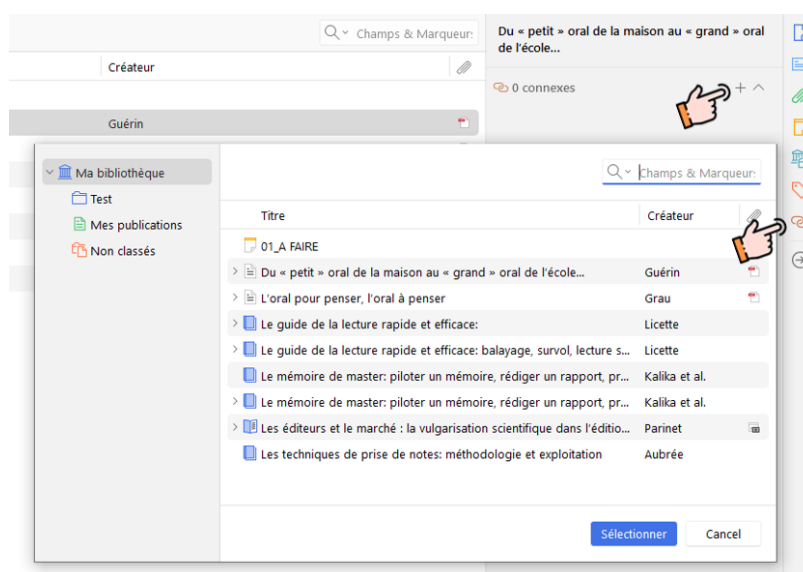 Champs & Marqueur:
Du « petit » oral de la maison au « grand » oral
de l'école...
Créateur
0 connexes
Guérin
Ma bibliothèque
Test
Mes publications
Non classés
Champs & Marqueur:
Titre
Créateur
01_A FAIRE
Du « petit » oral de la maison au « grand » oral de l'école...
Guérin
L'oral pour penser, l'oral à penser
Grau
Le guide de la lecture rapide et efficace:
Licette
Le guide de la lecture rapide et efficace: balayage, survol, lecture s...
Licette
Le mémoire de master: piloter un mémoire, rédiger un rapport, pr...
Kalika et al.
Le mémoire de master: piloter un mémoire, rédiger un rapport, pr...
Kalika et al.
Les éditeurs et le marché : la vulgarisation scientifique dans l'éditio...
Parinet
Les techniques de prise de notes: méthodologie et exploitation
Aubrée
Sélectionner
Cancel